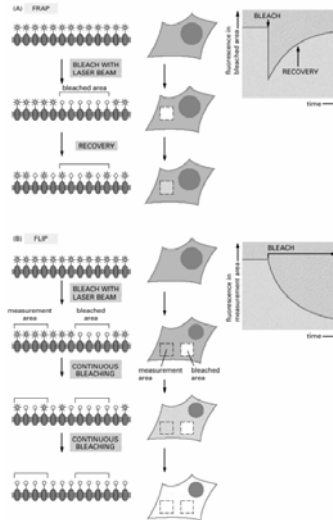 (A) FRAP
BLEACH WITH
LASER BEAM
bleached area
RECOVERY
fluorescence in
bleached area
BLEACH
RECOVERY
time
(B) FLIP
BLEACH WITH
LASER BEAM
measurement
area
bleached
area
CONTINUOUS
BLEACHING
CONTINUOUS
BLEACHING
measurement
area
bleached
area
fluorescence in
measurement area
BLEACH
time